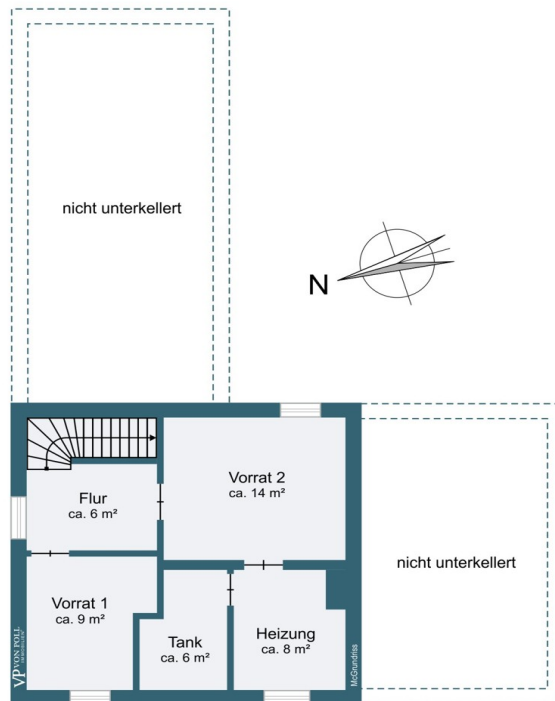 nicht unterkellert
N
Vorrat 2
ca. 14 m²
Flur
ca. 6 m²
nicht unterkellert
Vorrat 1
ca. 9 m²
Tank
ca. 6 m²
Heizung
ca. 8 m²
VP VON POLL
IMMOBILIEN
McGrundriss